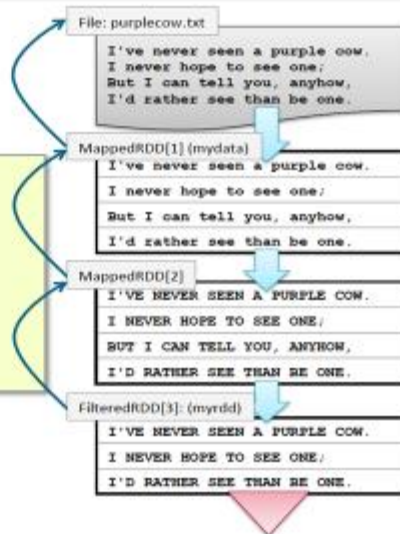 File: purplecow.txt
I've never seen a purple cow.
I never hope to see one;
But I can tell you, anyhow,
I'd rather see than be one.
MappedRDD[1] (mydata)
I've never seen a purple cow.
I never hope to see one;
But I can tell you, anyhow,
I'd rather see than be one.
MappedRDD[2]
I'VE NEVER SEEN A PURPLE COW.
I NEVER HOPE TO SEE ONE;
BUT I CAN TELL YOU, ANYHOW,
I'D RATHER SEE THAN BE ONE.
FilteredRDD[3]: (myrdd)
I'VE NEVER SEEN A PURPLE COW.
I NEVER HOPE TO SEE ONE;
I'D RATHER SEE THAN BE ONE.